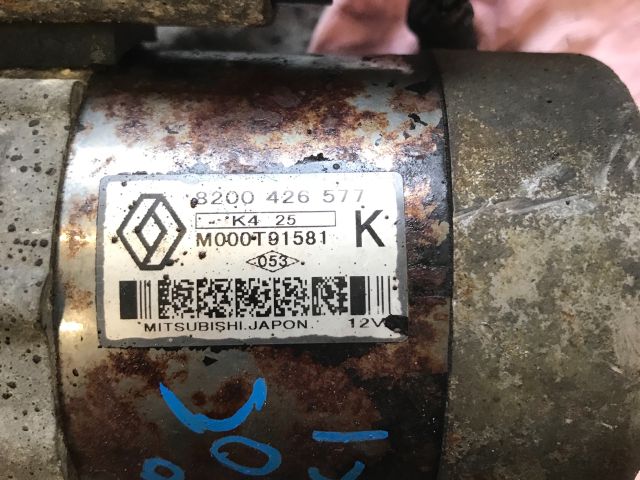 8200 426 577
K4 25
M000T91581 K
053
MITSUBISHI.JAPON. 12V